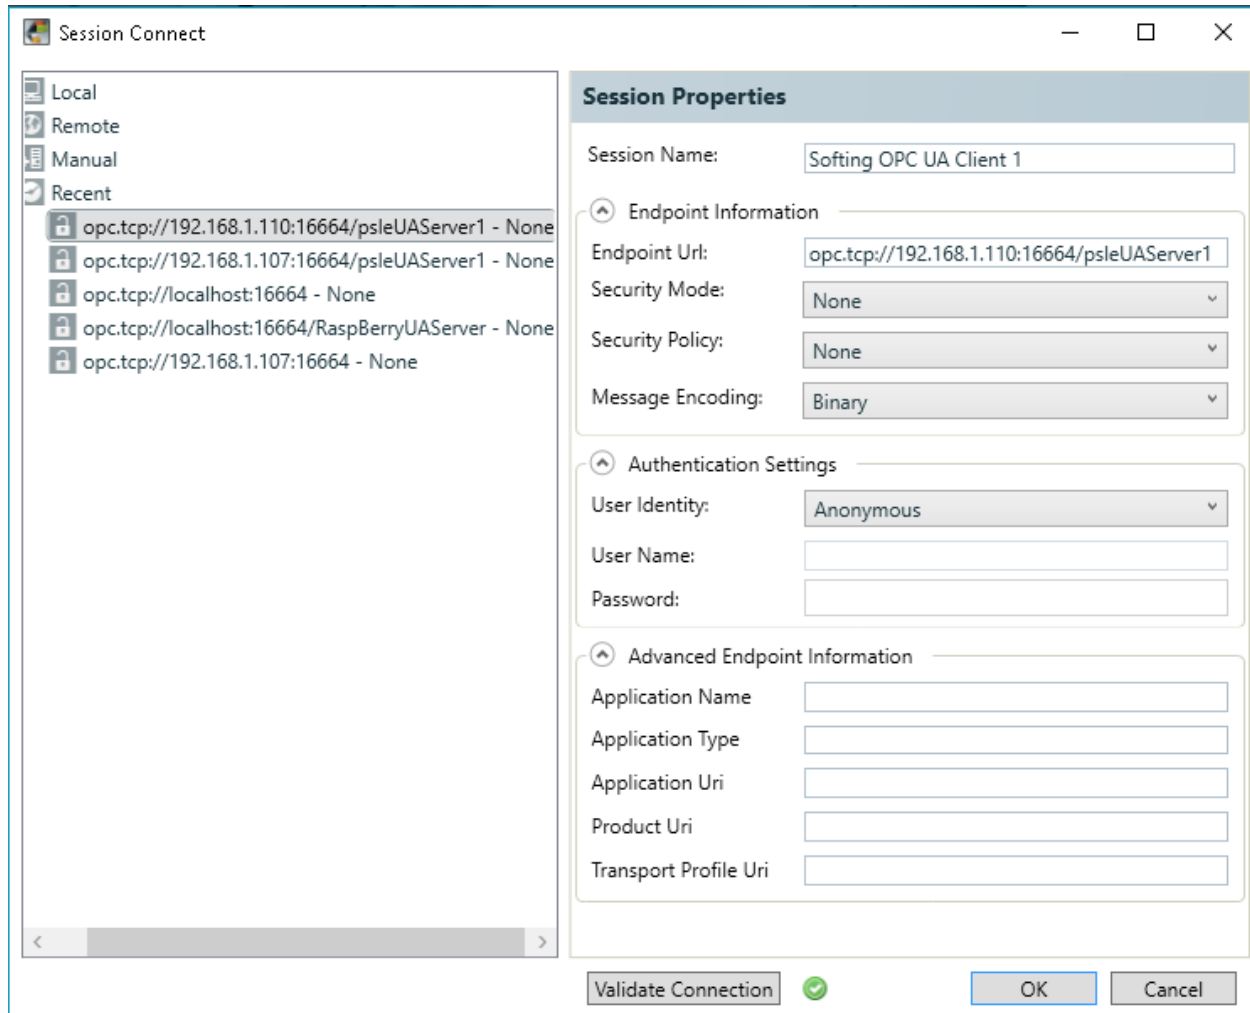 Session Connect
Local
Remote
Manual
Recent
opc.tcp://192.168.1.110:16664/psleUAServer1 - None
opc.tcp://192.168.1.107:16664/psleUAServer1 - None
opc.tcp://localhost:16664 - None
opc.tcp://localhost:16664/RaspBerryUAServer - None
opc.tcp://192.168.1.107:16664 - None
Session Properties
Session Name: Softing OPC UA Client 1
Endpoint Information
Endpoint Url: opc.tcp://192.168.1.110:16664/psleUAServer1
Security Mode: None
Security Policy: None
Message Encoding: Binary
Authentication Settings
User Identity: Anonymous
User Name:
Password:
Advanced Endpoint Information
Application Name
Application Type
Application Uri
Product Uri
Transport Profile Uri
Validate Connection OK Cancel